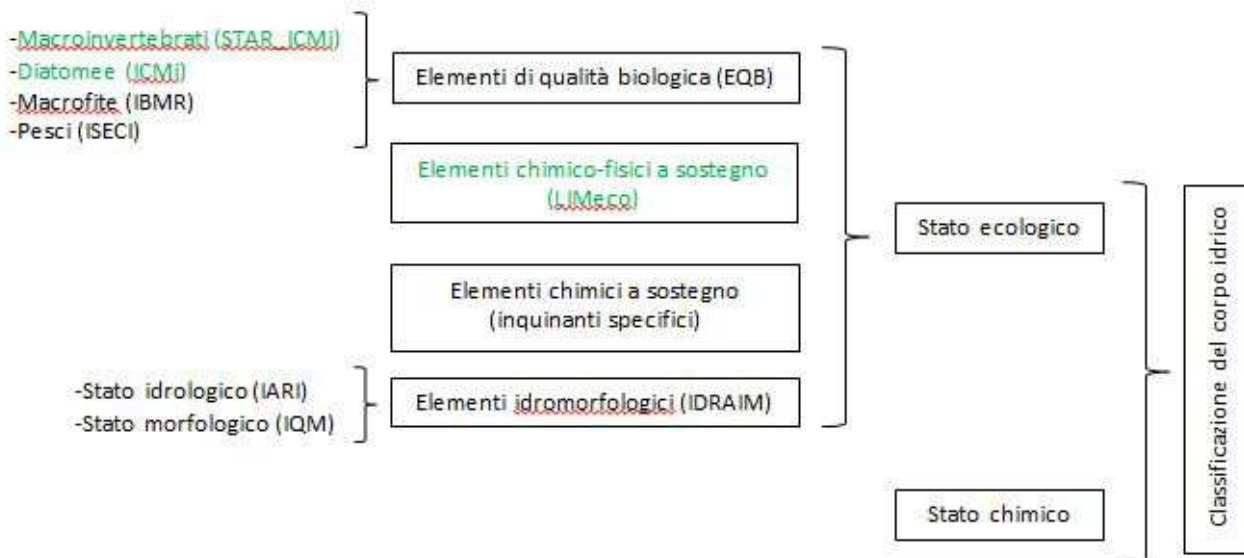 -Macroinvertebrati (STAR_ICMi)
-Diatomee (ICMi)
-Macrofite (IBMR)
-Pesci (ISECI)
Elementi di qualità biologica (EQB)
Elementi chimico-fisici a sostegno
(LIMeco)
Elementi chimici a sostegno
(inquinanti specifici)
-Stato idrologico (IARI)
-Stato morfologico (IQM)
Elementi idromorfologici (IDRAIM)
Stato ecologico
Stato chimico
Classificazione del corpo idrico